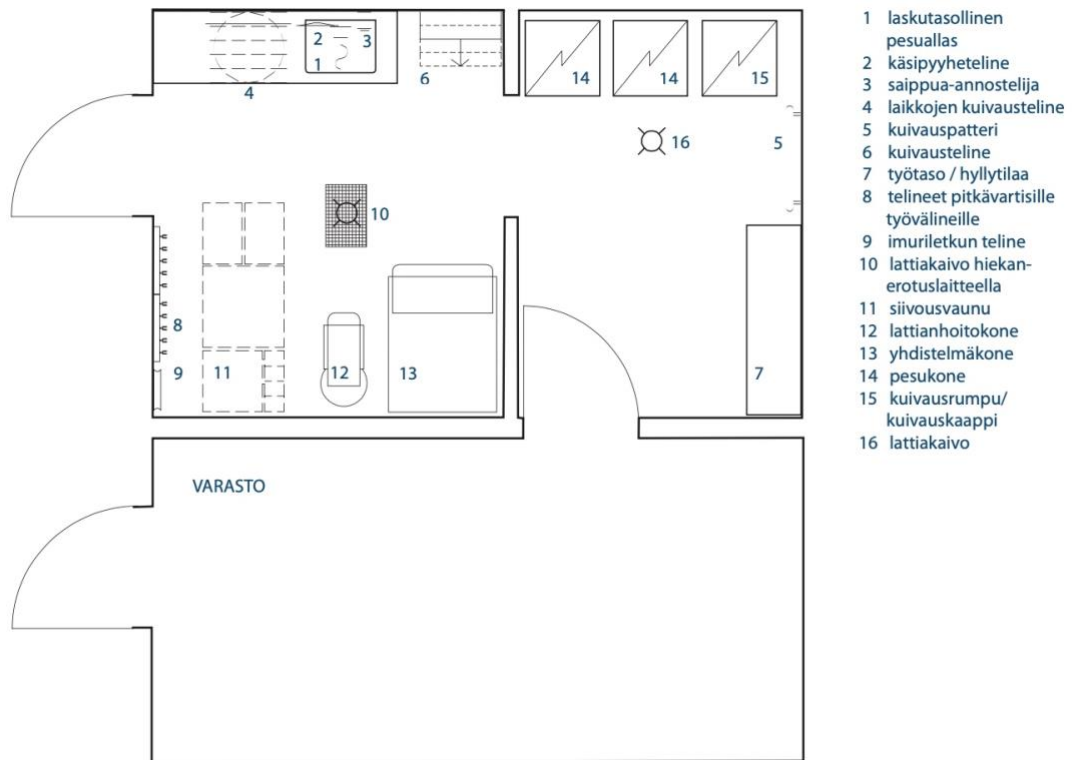 2
3
1
4
6
14
14
15
16
5
10
8
9
11
12
13
7
VARASTO
1 laskutasollinen
pesuallas
2 käsipyyheteline
3 saippua-annostelija
4 laikkojen kuivausteline
5 kuivauspatteri
6 kuivausteline
7 työtaso / hyllytilaa
8 telineet pitkävartisille
työvälineille
9 imuriletkun teline
10 lattiakaivo hiekan-
erotuslaitteella
11 siivousvaunu
12 lattianhoitokone
13 yhdistelmäkone
14 pesukone
15 kuivausrumpu/
kuivauskaappi
16 lattiakaivo